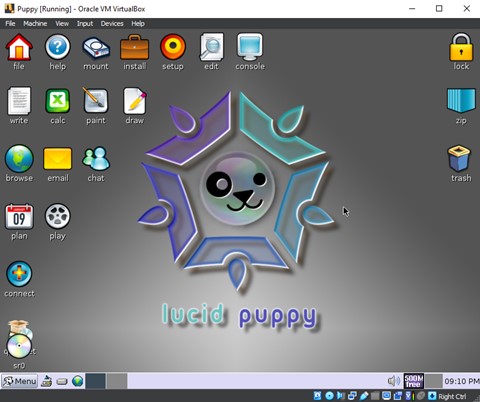 Puppy [Running] - Oracle VM VirtualBox
File Machine View Input Devices Help
file help mount install setup edit console lock
write calc paint draw zip
browse email chat trash
09
plan play
connect
sr0
lucid puppy
Menu 500M free 09:10 PM
Right Ctrl